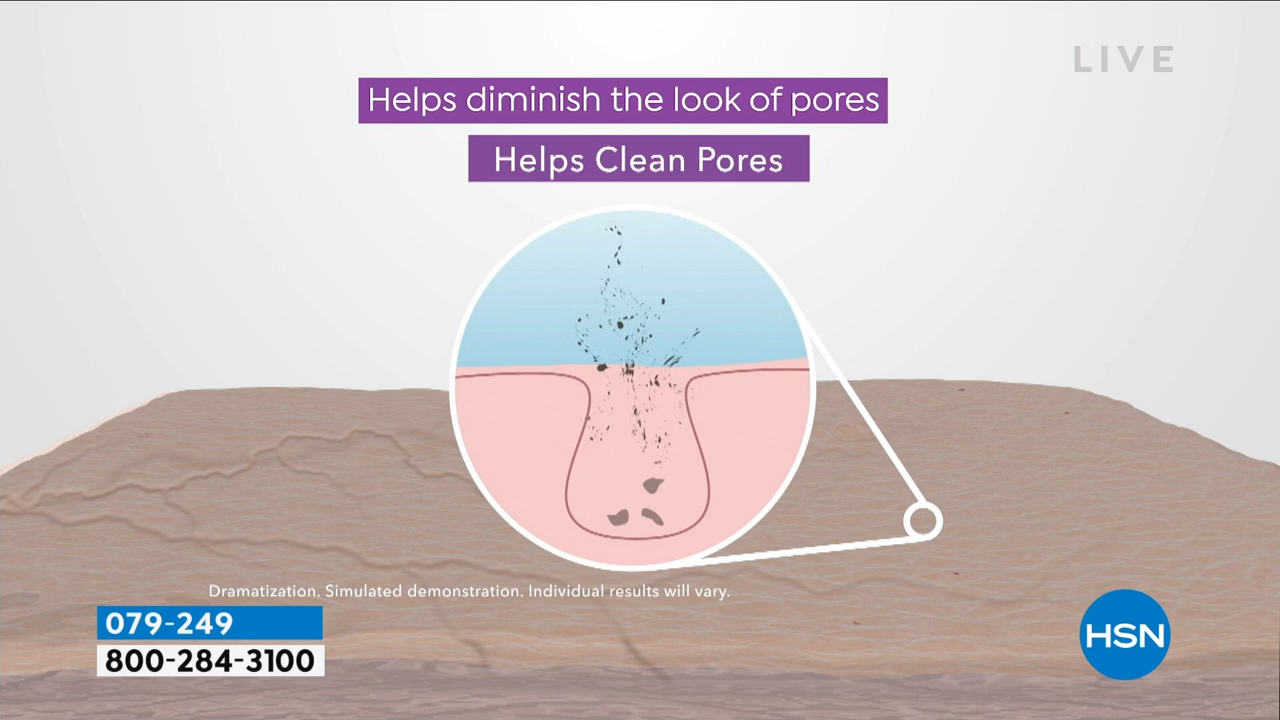 LIVE
Helps diminish the look of pores
Helps Clean Pores
Dramatization. Simulated demonstration. Individual results will vary.
079-249
800-284-3100
HSN